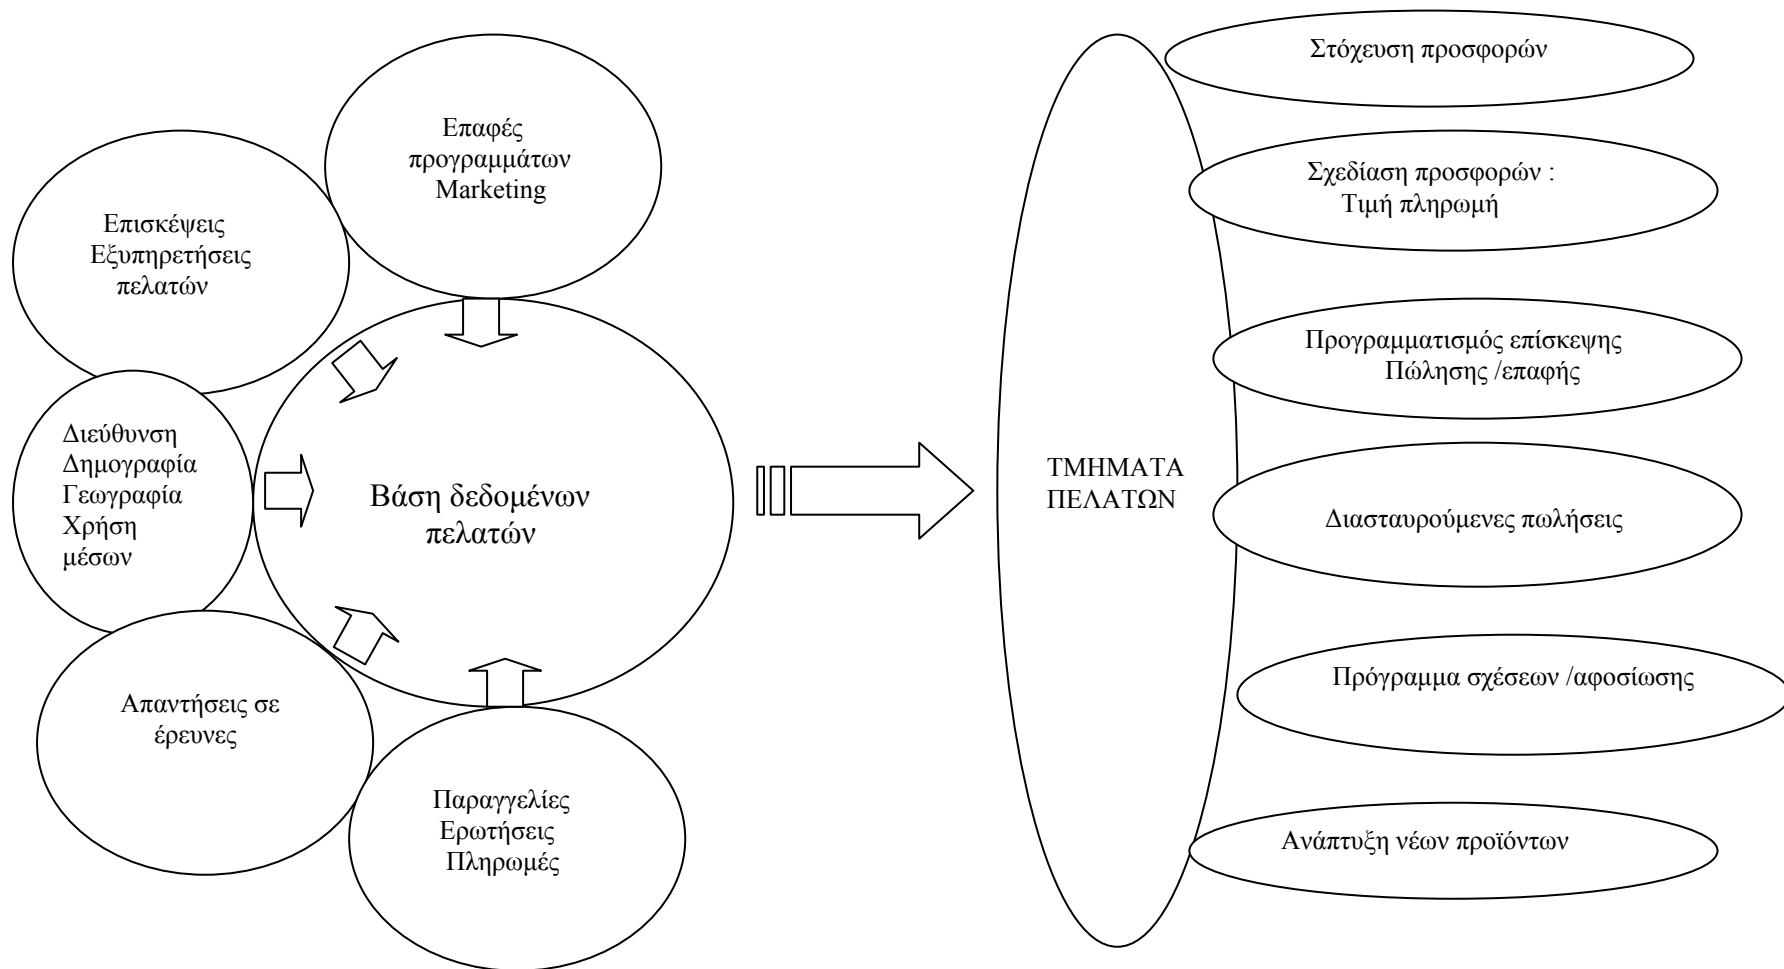 Επαφές
προγραμμάτων
Marketing
Επισκέψεις
Εξυπηρετήσεις
πελατών
Διεύθυνση
Δημογραφία
Γεωγραφία
Χρήση
μέσων
Απαντήσεις σε
έρευνες
Παραγγελίες
Ερωτήσεις
Πληρωμές
Βάση δεδομένων
πελατών
ΤΜΗΜΑΤΑ
ΠΕΛΑΤΩΝ
Στόχευση προσφορών
Σχεδίαση προσφορών :
Τιμή πληρωμή
Προγραμματισμός επίσκεψης
Πώλησης /επαφής
Διασταυρούμενες πωλήσεις
Πρόγραμμα σχέσεων /αφοσίωσης
Ανάπτυξη νέων προϊόντων